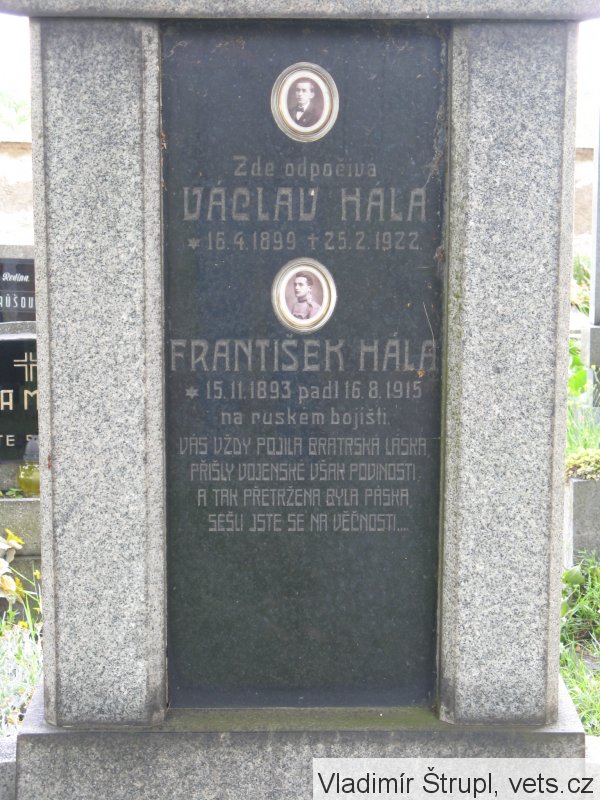 Zde odpočívá
VÁCLAV HÁLA
* 16.4.1899 † 25.2.1922
FRANTIŠEK HÁLA
* 15.11.1893 padl 16.8.1915
na ruském bojišti.
VÁS VŽDY POJILA BRATRSKÁ LÁSKA,
PŘIŠLY VOJENSKÉ VŠAK POVINOSTI,
A TAK PŘETRŽENA BYLA PÁSKA,
SEŠLI JSTE SE NA VĚČNOSTI....
Rodina
Vladimír Štrupl, vets.cz